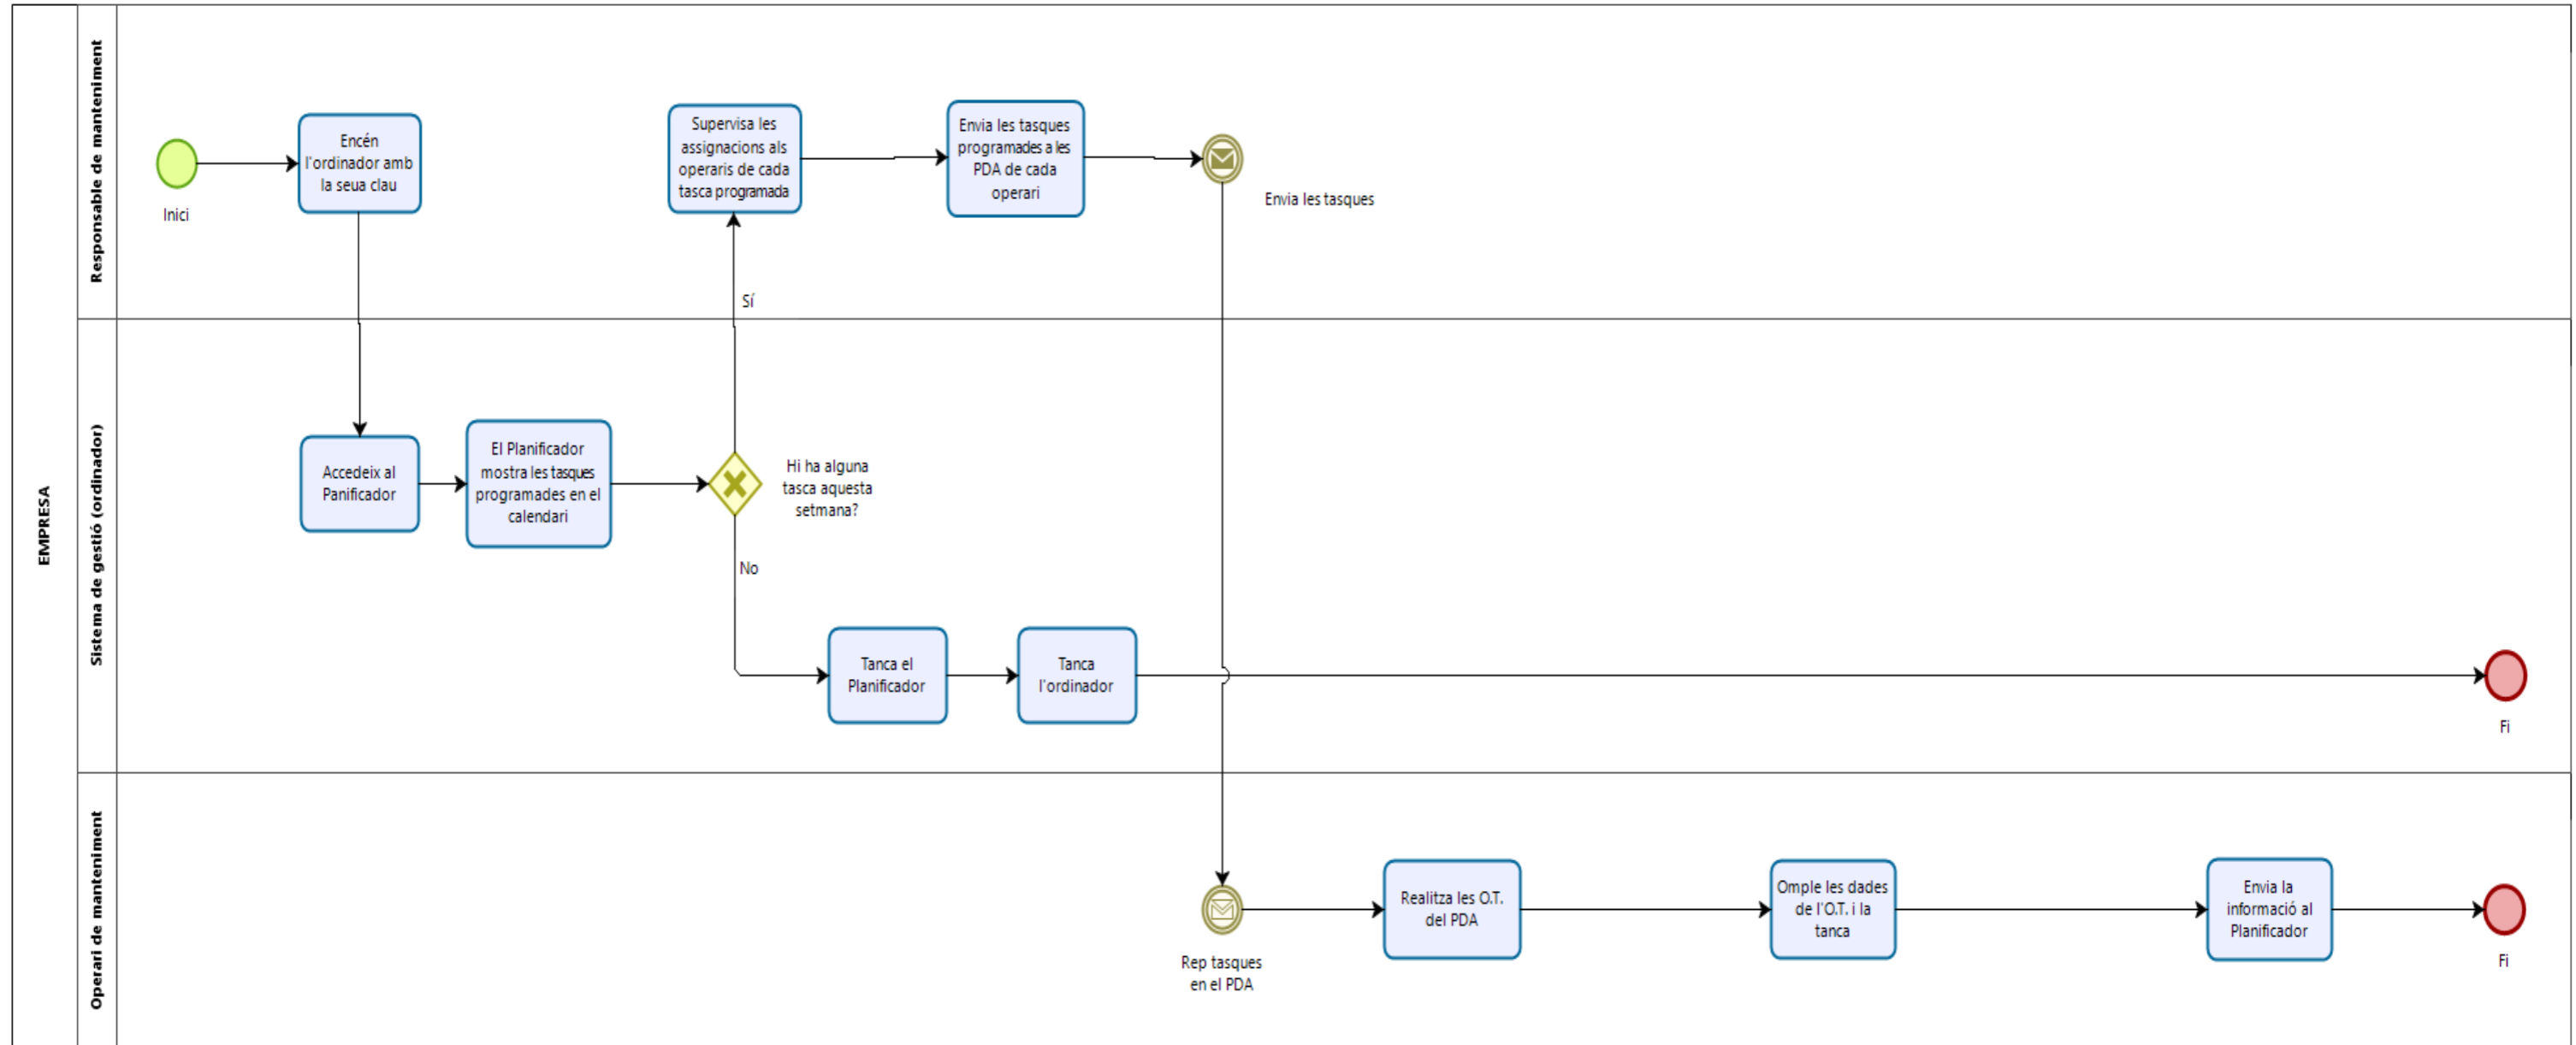 EMPRESA
Responsable de manteniment
Inici
Encén
l'ordinador amb
la seua clau
Supervisa les
assignacions als
operaris de cada
tasca programada
Envia les tasques
programades a les
PDA de cada
operari
Envia les tasques
Sí
Sistema de gestió (ordinador)
Accedeix al
Panificador
El Planificador
mostra les tasques
programades en el
calendari
Hi ha alguna
tasca aquesta
setmana?
No
Tanca el
Planificador
Tanca
l'ordinador
Fi
Operari de manteniment
Rep tasques
en el PDA
Realitza les O.T.
del PDA
Omple les dades
de l'O.T. i la
tanca
Envia la
informació al
Planificador
Fi